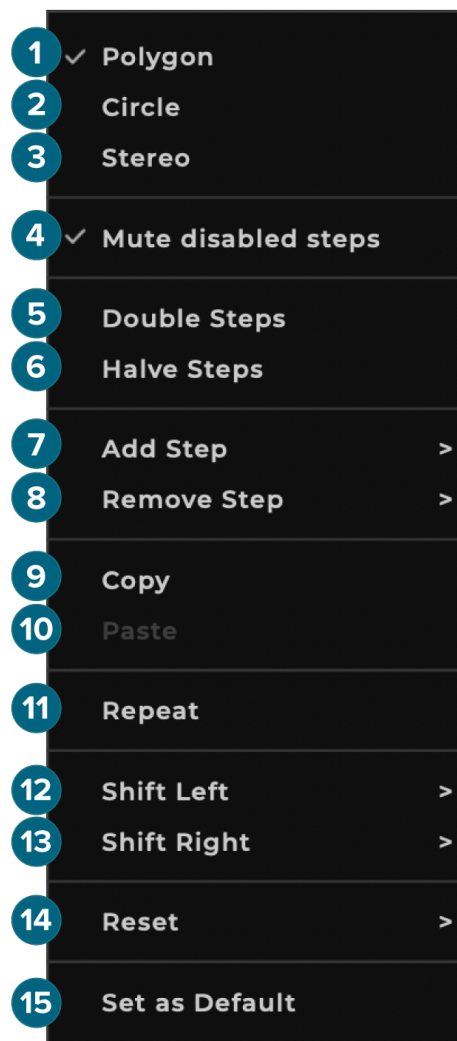 1 ✓ Polygon
2 Circle
3 Stereo
4 ✓ Mute disabled steps
5 Double Steps
6 Halve Steps
7 Add Step >
8 Remove Step >
9 Copy
10 Paste
11 Repeat
12 Shift Left >
13 Shift Right >
14 Reset >
15 Set as Default